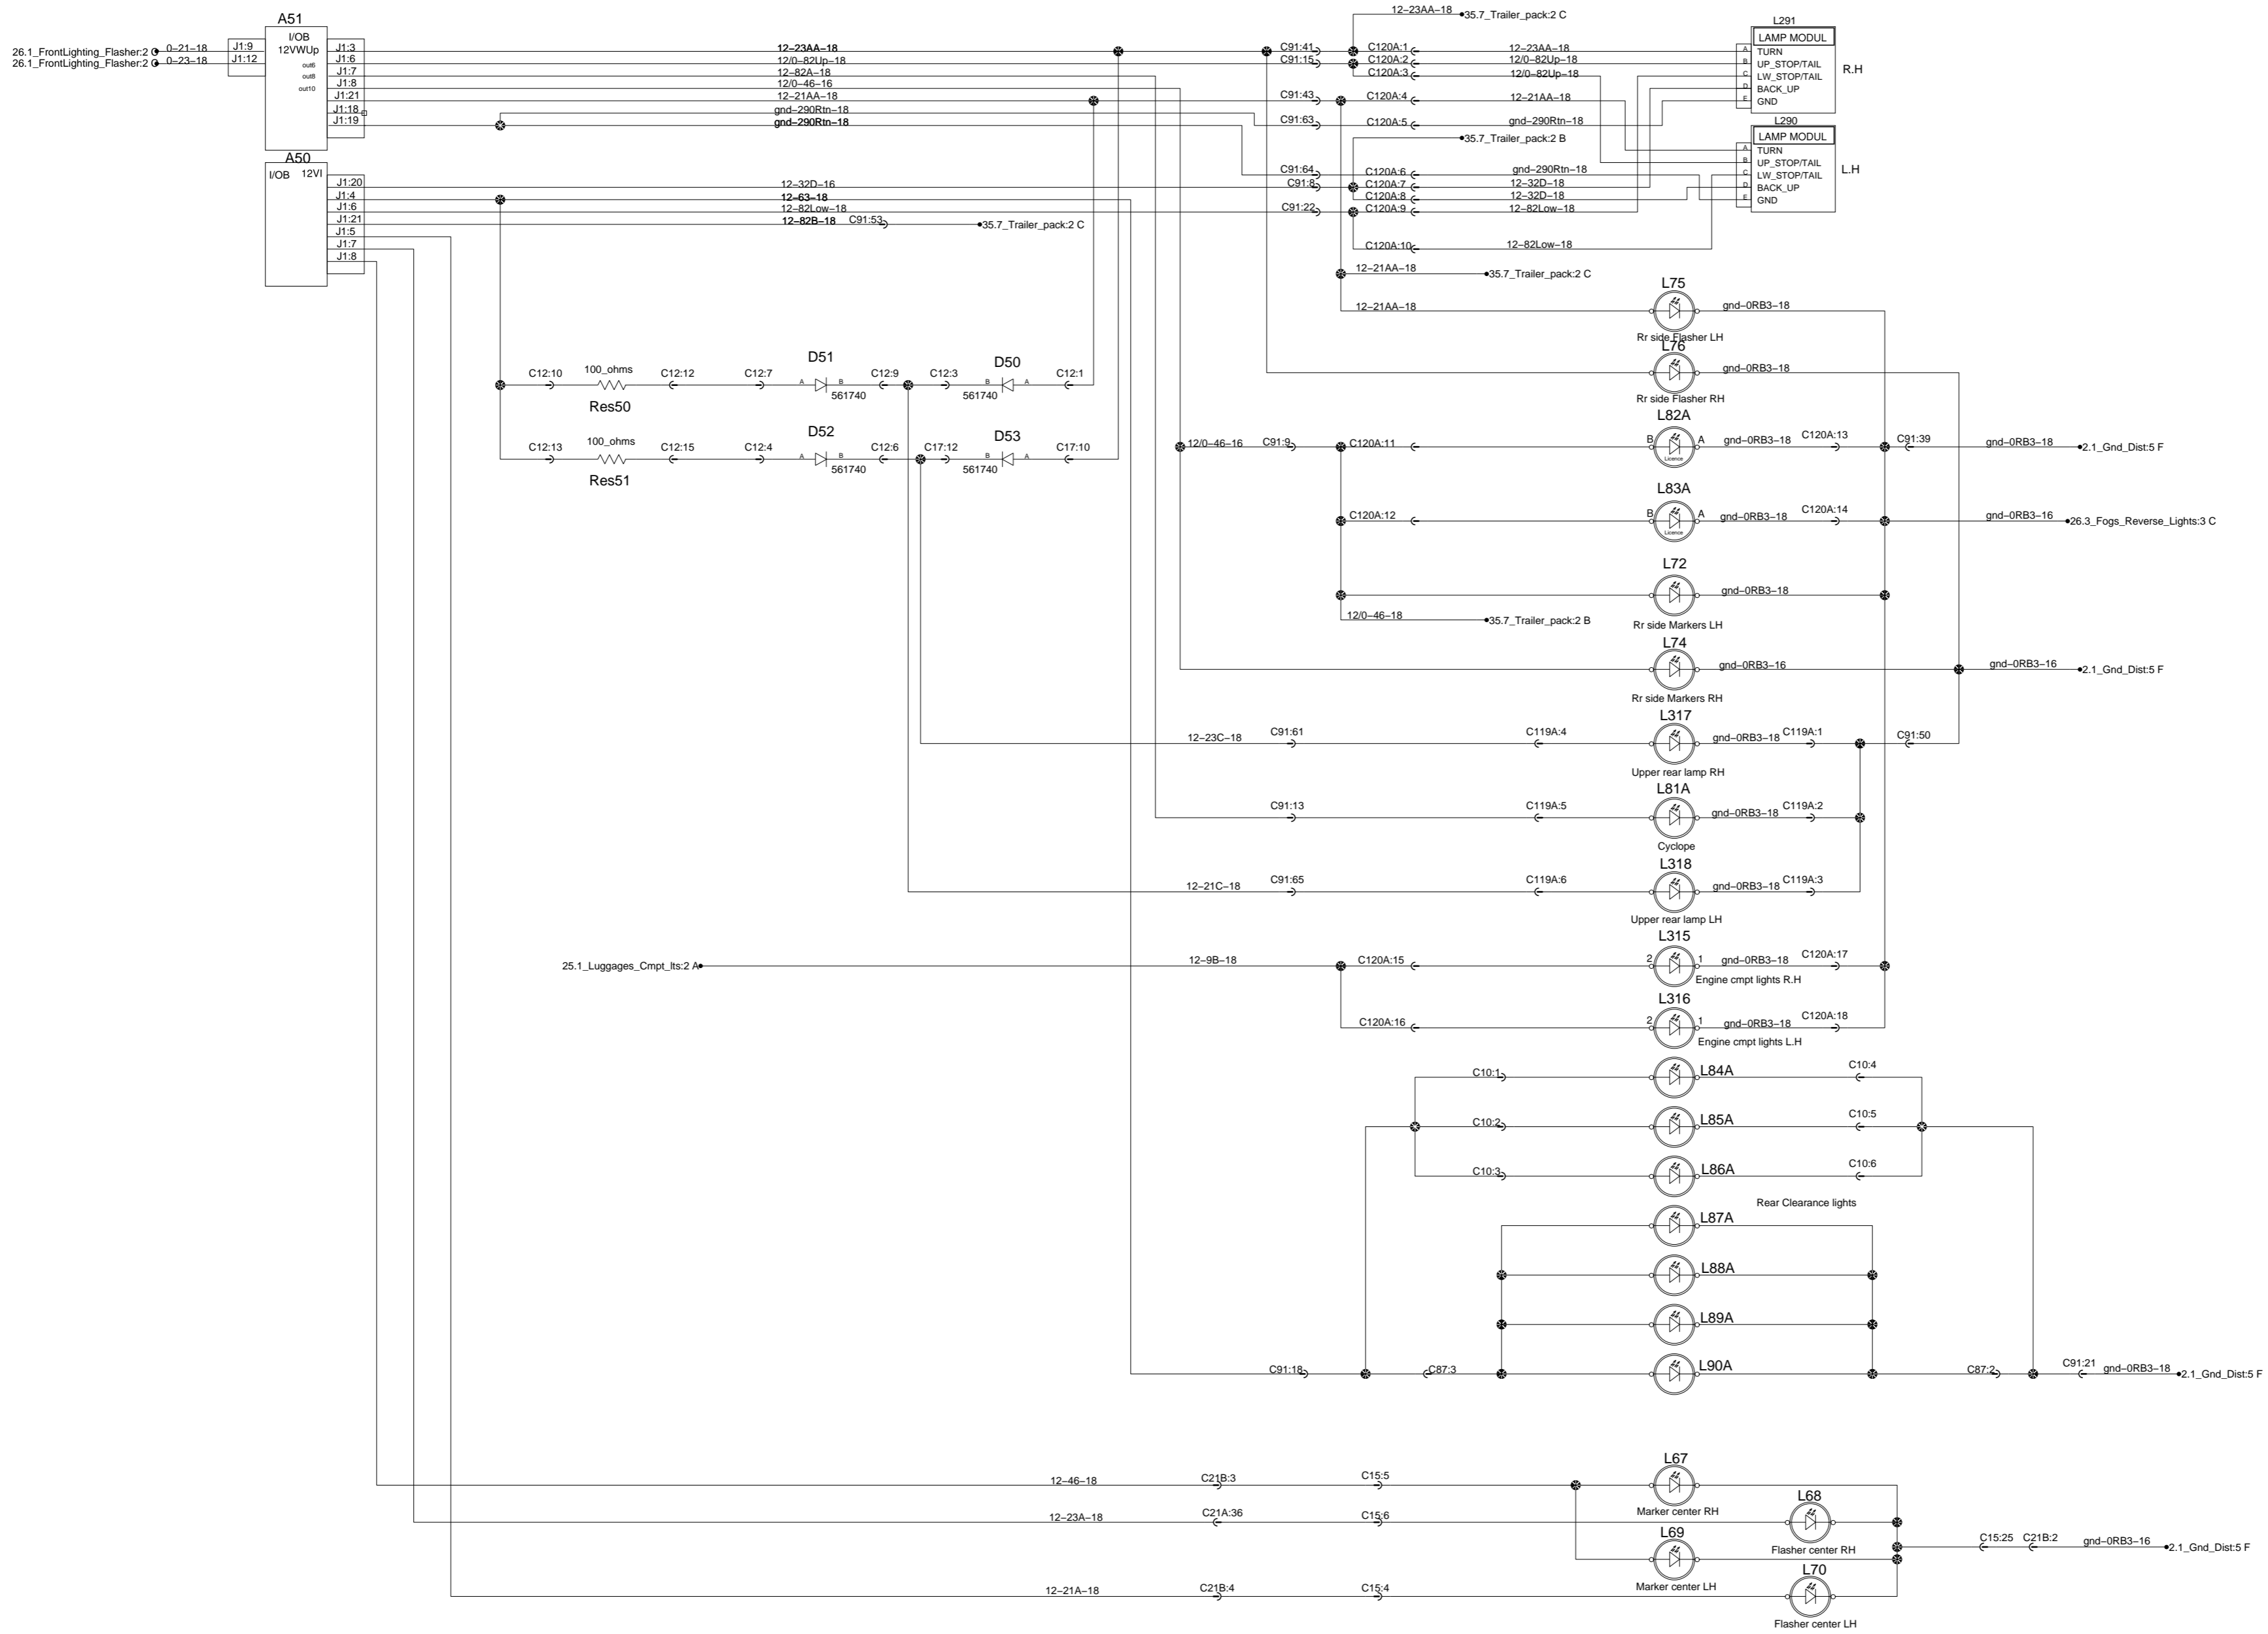 A51
I/OB
12VWUp
out6
out8
out10
26.1_FrontLighting_Flasher:2 C 0–21–18 J1:9
26.1_FrontLighting_Flasher:2 C 0–23–18 J1:12
J1:3 12–23AA–18 C91:41 C120A:1 12–23AA–18
12–23AA–18 35.7_Trailer_pack:2 C
J1:6 12/0–82Up–18 C91:15 C120A:2 12/0–82Up–18
J1:7 12–82A–18 C120A:3 12/0–82Up–18
J1:8 12/0–46–16
J1:21 12–21AA–18 C91:43 C120A:4 12–21AA–18
J1:18 gnd–290Rtn–18 C91:63 C120A:5 gnd–290Rtn–18
J1:19 gnd–290Rtn–18
L291
LAMP MODUL
A TURN
B UP_STOP/TAIL
C LW_STOP/TAIL
D BACK_UP
E GND
R.H
L290
LAMP MODUL
A TURN
B UP_STOP/TAIL
C LW_STOP/TAIL
D BACK_UP
E GND
L.H
35.7_Trailer_pack:2 B
A50
I/OB 12VI
C91:64 C120A:6 gnd–290Rtn–18
J1:20 12–32D–16 C91:8 C120A:7 12–32D–18
J1:4 12–63–18 C120A:8 12–32D–18
J1:6 12–82Low–18 C91:22 C120A:9 12–82Low–18
J1:21 12–82B–18 C91:53 35.7_Trailer_pack:2 C
J1:5
J1:7
J1:8
C120A:10 12–82Low–18
12–21AA–18 35.7_Trailer_pack:2 C
12–21AA–18 L75 gnd–0RB3–18
Rr side Flasher LH
L76 gnd–0RB3–18
Rr side Flasher RH
C12:10 100_ohms C12:12 C12:7 D51 A B 561740 C12:9 C12:3 D50 B A 561740 C12:1
Res50
C12:13 100_ohms C12:15 C12:4 D52 A B 561740 C12:6 C17:12 D53 B A 561740 C17:10
Res51
L82A
12/0–46–16 C91:9 C120A:11 B Licence A gnd–0RB3–18 C120A:13 C91:39 gnd–0RB3–18 2.1_Gnd_Dist:5 F
L83A
C120A:12 B Licence A gnd–0RB3–18 C120A:14 gnd–0RB3–16 26.3_Fogs_Reverse_Lights:3 C
L72
gnd–0RB3–18
12/0–46–18 35.7_Trailer_pack:2 B
Rr side Markers LH
L74
gnd–0RB3–16 gnd–0RB3–16 2.1_Gnd_Dist:5 F
Rr side Markers RH
L317
12–23C–18 C91:61 C119A:4 gnd–0RB3–18 C119A:1 C91:50
Upper rear lamp RH
L81A
C91:13 C119A:5 gnd–0RB3–18 C119A:2
Cyclope
L318
12–21C–18 C91:65 C119A:6 gnd–0RB3–18 C119A:3
Upper rear lamp LH
L315
25.1_Luggages_Cmpt_lts:2 A 12–9B–18 C120A:15 2 1 gnd–0RB3–18 C120A:17
Engine cmpt lights R.H
L316
C120A:16 2 1 gnd–0RB3–18 C120A:18
Engine cmpt lights L.H
C10:1 L84A C10:4
C10:2 L85A C10:5
C10:3 L86A C10:6
Rear Clearance lights
L87A
L88A
L89A
C91:18 C87:3 L90A C87:2 C91:21 gnd–0RB3–18 2.1_Gnd_Dist:5 F
L67
12–46–18 C21B:3 C15:5
Marker center RH
L68
12–23A–18 C21A:36 C15:6
Flasher center RH
L69
C15:25 C21B:2 gnd–0RB3–16 2.1_Gnd_Dist:5 F
Marker center LH
L70
12–21A–18 C21B:4 C15:4
Flasher center LH